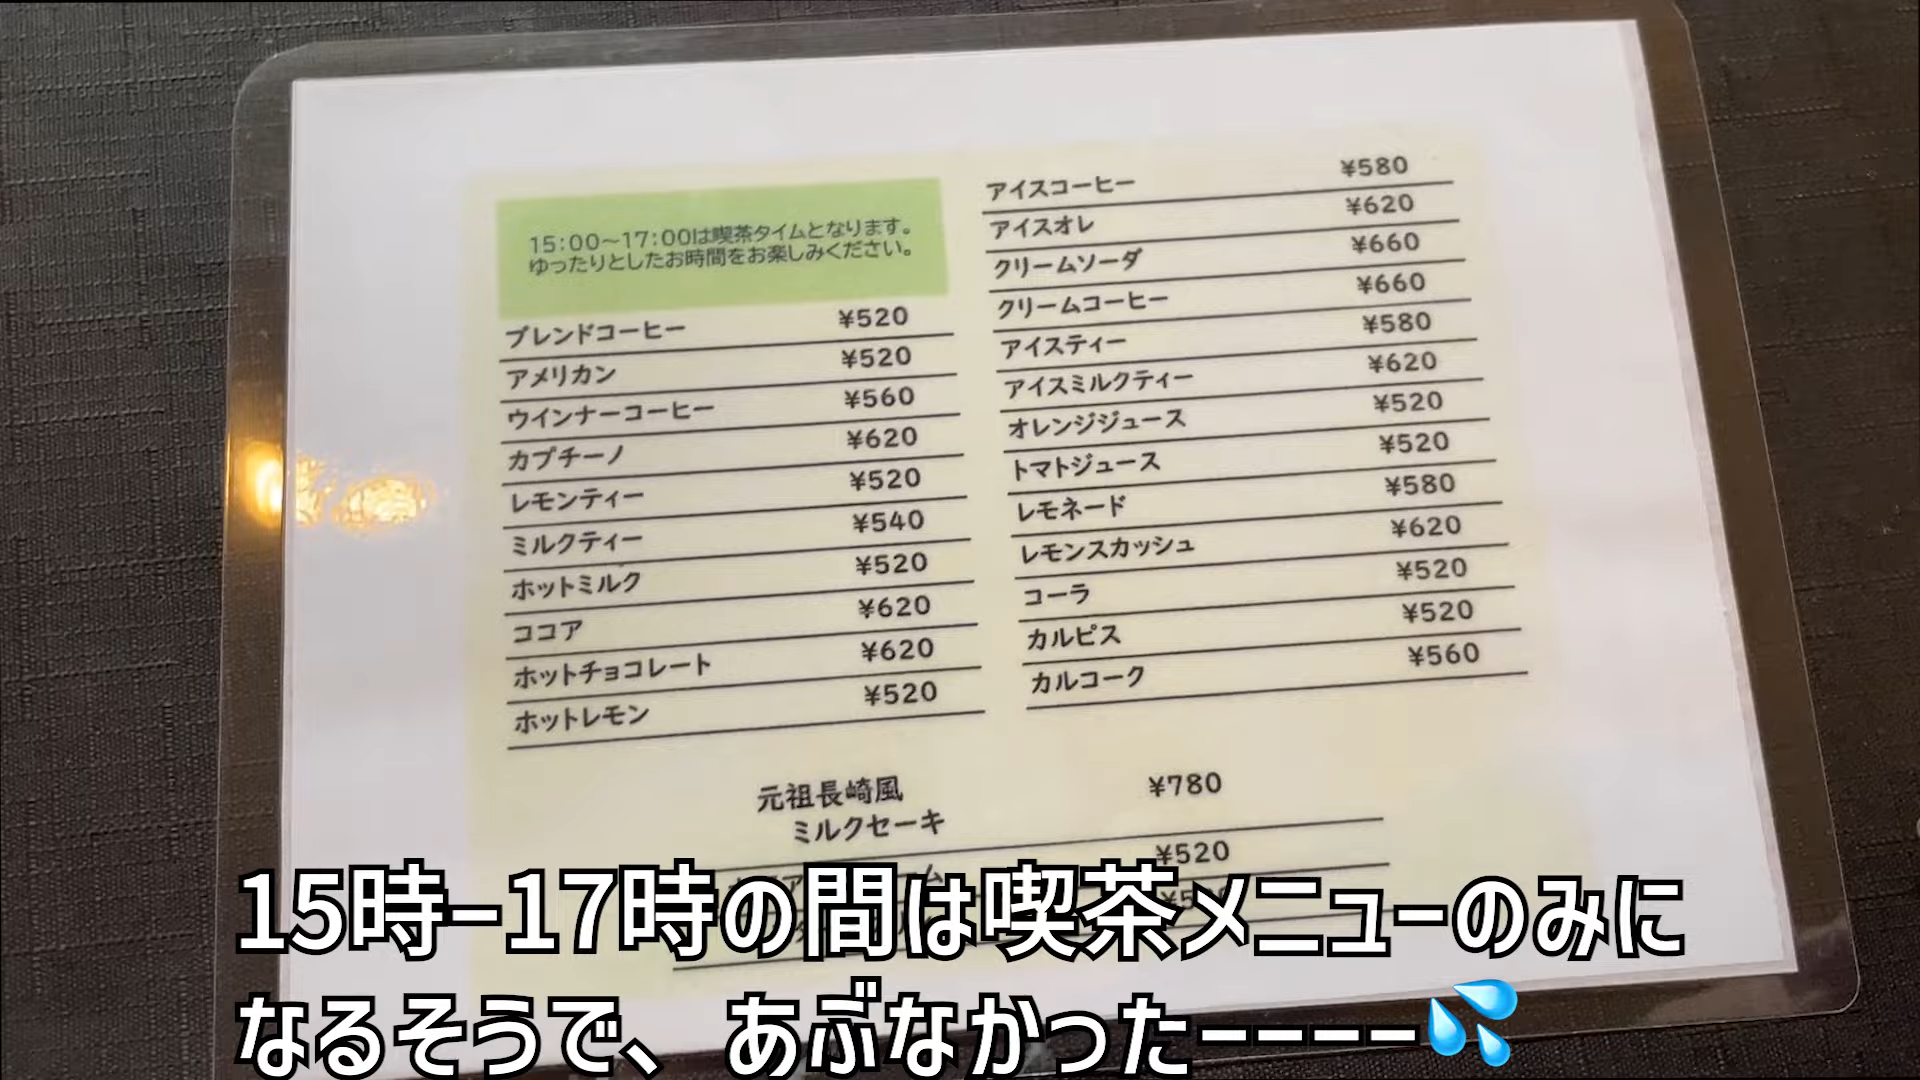 15:00～17:00は喫茶タイムとなります。
ゆったりとしたお時間をお楽しみください。
ブレンドコーヒー ¥520
アメリカン ¥520
ウインナーコーヒー ¥560
カプチーノ ¥620
レモンティー ¥520
ミルクティー ¥540
ホットミルク ¥520
ココア ¥620
ホットチョコレート ¥620
ホットレモン ¥520
アイスコーヒー ¥580
アイスオレ ¥620
クリームソーダ ¥660
クリームコーヒー ¥660
アイスティー ¥580
アイスミルクティー ¥620
オレンジジュース ¥520
トマトジュース ¥520
レモネード ¥580
レモンスカッシュ ¥620
コーラ ¥520
カルピス ¥520
カルコーク ¥560
元祖長崎風 ¥780
ミルクセーキ
¥520
15時–17時の間は喫茶メニューのみに
なるそうで、あぶなかったーーーー💦